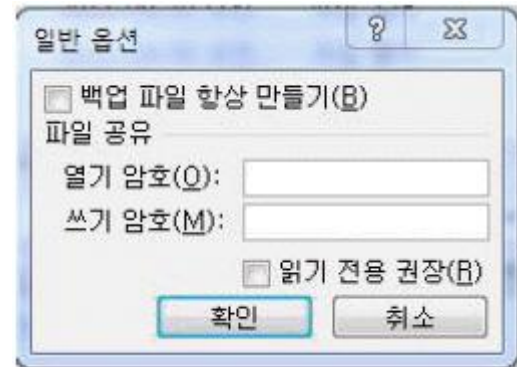 일반 옵션
백업 파일 항상 만들기(B)
파일 공유
열기 암호(O):
쓰기 암호(M):
읽기 전용 권장(R)
확인 취소